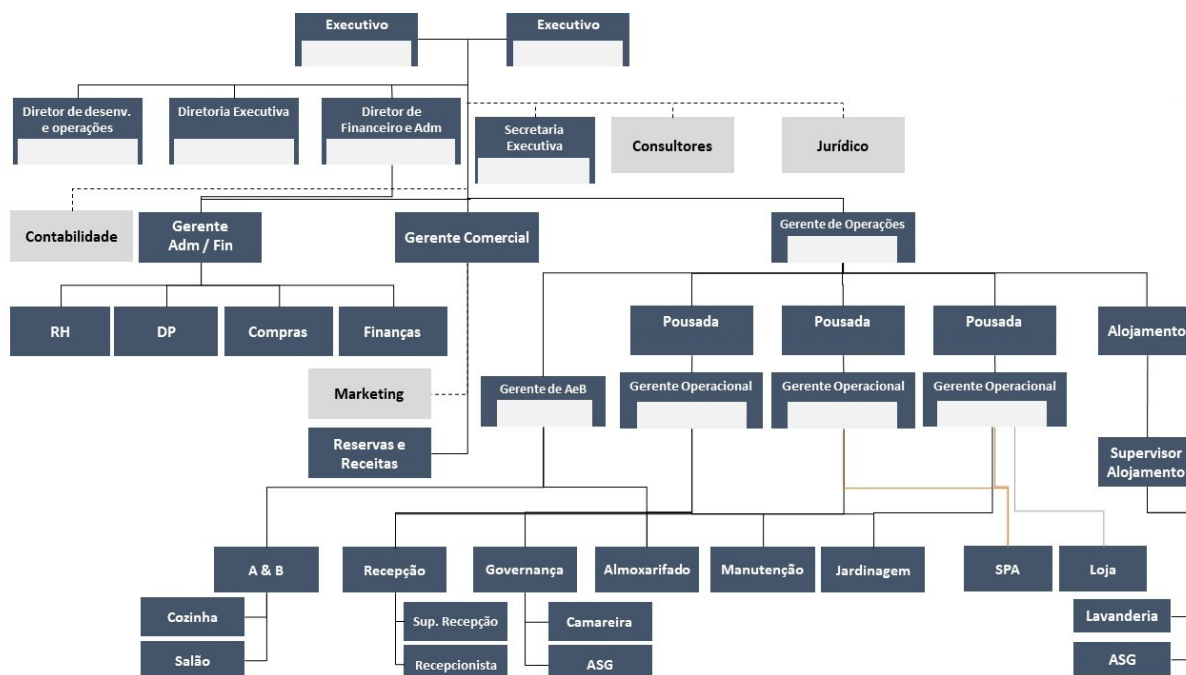 Executivo
Executivo
Diretor de desenv.
e operações
Diretoria Executiva
Diretor de
Financeiro e Adm
Secretaria
Executiva
Consultores
Jurídico
Contabilidade
Gerente
Adm / Fin
Gerente Comercial
Gerente de Operações
RH
DP
Compras
Finanças
Pousada
Pousada
Pousada
Alojamento
Marketing
Gerente de AeB
Gerente Operacional
Gerente Operacional
Gerente Operacional
Reservas e
Receitas
Supervisor
Alojamento
A & B
Recepção
Governança
Almoxarifado
Manutenção
Jardinagem
SPA
Loja
Cozinha
Sup. Recepção
Camareira
Lavanderia
Salão
Recepcionista
ASG
ASG